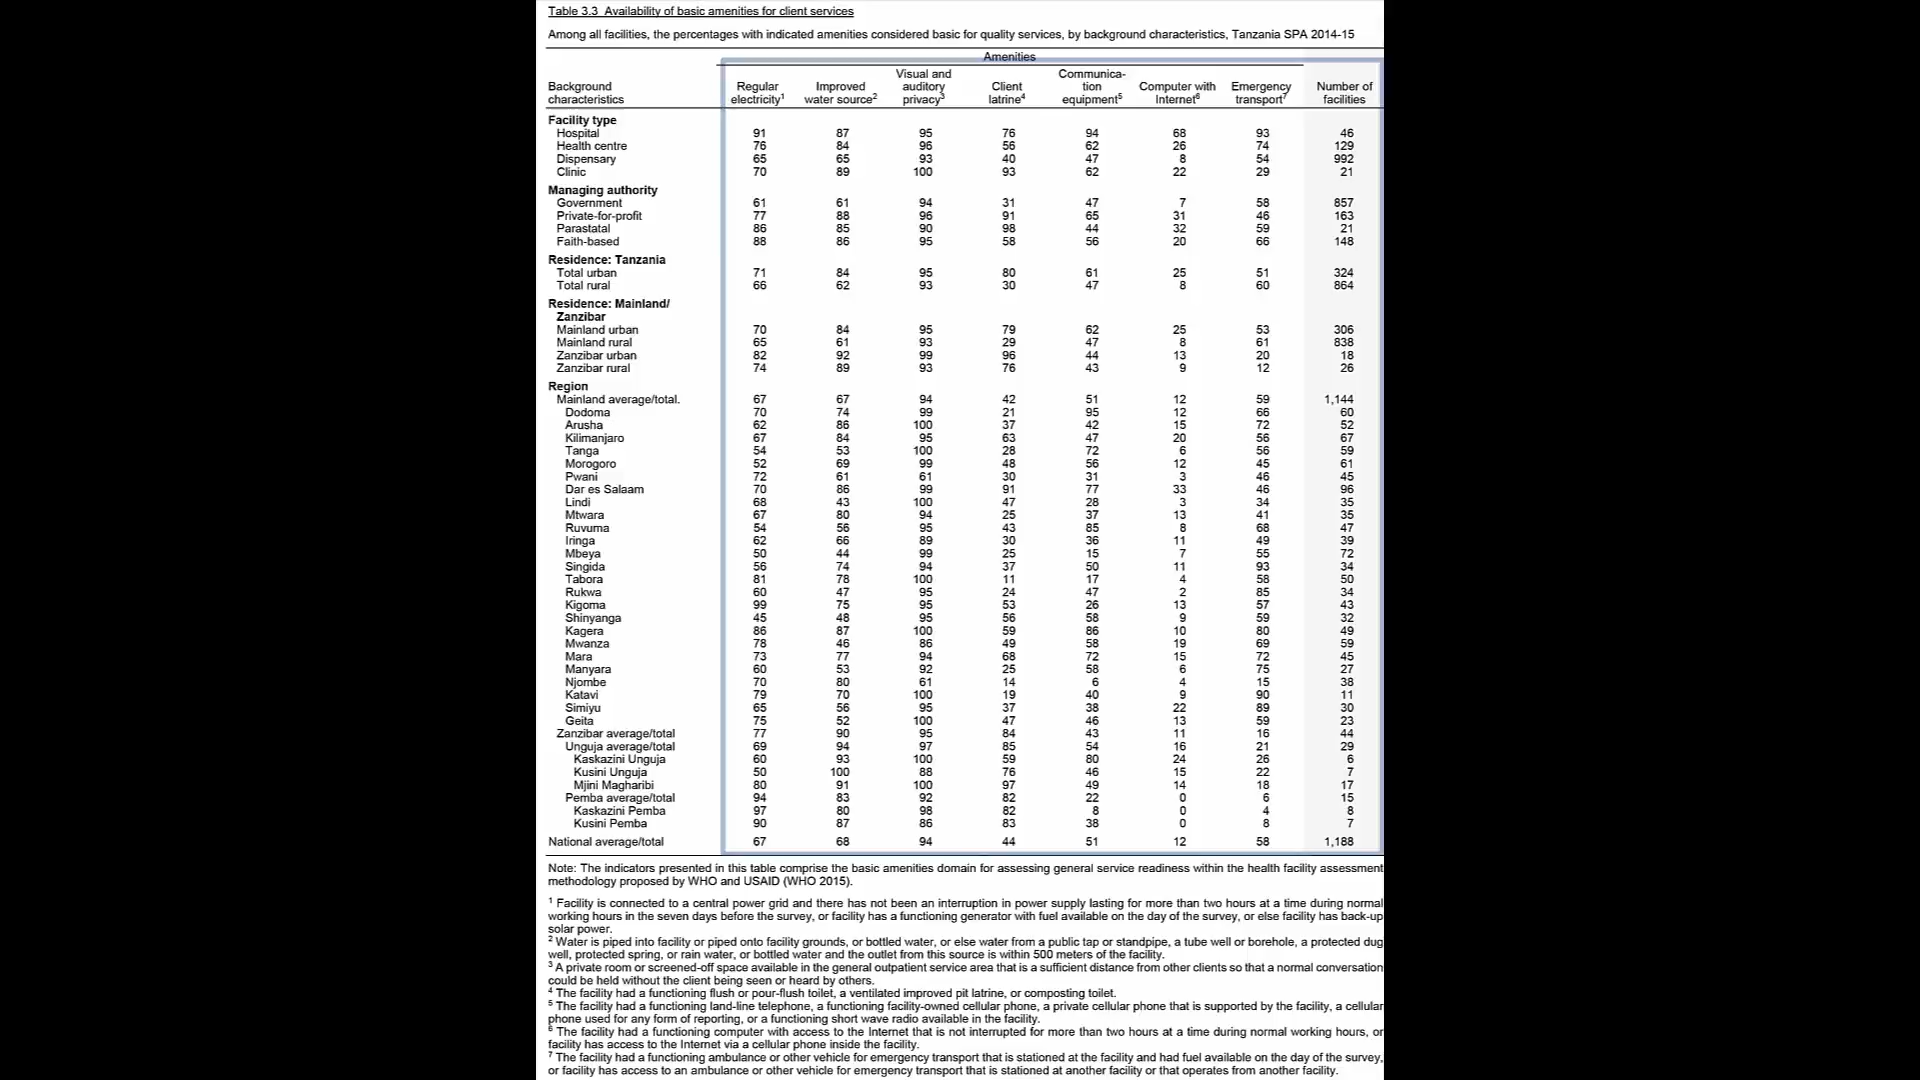 Table 3.3 Availability of basic amenities for client services
Among all facilities, the percentages with indicated amenities considered basic for quality services, by background characteristics, Tanzania SPA 2014-15
Amenities
Background characteristics Regular electricity¹ Improved water source² Visual and auditory privacy³ Client latrine⁴ Communica-tion equipment⁵ Computer with Internet⁶ Emergency transport⁷ Number of facilities
Facility type
Hospital 91 87 95 76 94 68 93 46
Health centre 76 84 96 56 62 26 74 129
Dispensary 65 65 93 40 47 8 54 992
Clinic 70 89 100 93 62 22 29 21
Managing authority
Government 61 61 94 31 47 7 58 857
Private-for-profit 77 88 96 91 65 31 46 163
Parastatal 86 85 90 98 44 32 59 21
Faith-based 88 86 95 58 56 20 66 148
Residence: Tanzania
Total urban 71 84 95 80 61 25 51 324
Total rural 66 62 93 30 47 8 60 864
Residence: Mainland/
Zanzibar
Mainland urban 70 84 95 79 62 25 53 306
Mainland rural 65 61 93 29 47 8 61 838
Zanzibar urban 82 92 99 96 44 13 20 18
Zanzibar rural 74 89 93 76 43 9 12 26
Region
Mainland average/total. 67 67 94 42 51 12 59 1,144
Dodoma 70 74 99 21 95 12 66 60
Arusha 62 86 100 37 42 15 72 52
Kilimanjaro 67 84 95 63 47 20 56 67
Tanga 54 53 100 28 72 6 56 59
Morogoro 52 69 99 48 56 12 45 61
Pwani 72 61 61 30 31 3 46 45
Dar es Salaam 70 86 99 91 77 33 46 96
Lindi 68 43 100 47 28 3 34 35
Mtwara 67 80 94 25 37 13 41 35
Ruvuma 54 56 95 43 85 8 68 47
Iringa 62 66 89 30 36 11 49 39
Mbeya 50 44 99 25 15 7 55 72
Singida 56 74 94 37 50 11 93 34
Tabora 81 78 100 11 17 4 58 50
Rukwa 60 47 95 24 47 2 85 34
Kigoma 99 75 95 53 26 13 57 43
Shinyanga 45 48 95 56 58 9 59 32
Kagera 86 87 100 59 86 10 80 49
Mwanza 78 46 86 49 58 19 69 59
Mara 73 77 94 68 72 15 72 45
Manyara 60 53 92 25 58 6 75 27
Njombe 70 80 61 14 6 4 15 38
Katavi 79 70 100 19 40 9 90 11
Simiyu 65 56 95 37 38 22 89 30
Geita 75 52 100 47 46 13 59 23
Zanzibar average/total 77 90 95 84 43 11 16 44
Unguja average/total 69 94 97 85 54 16 21 29
Kaskazini Unguja 60 93 100 59 80 24 26 6
Kusini Unguja 50 100 88 76 46 15 22 7
Mjini Magharibi 80 91 100 97 49 14 18 17
Pemba average/total 94 83 92 82 22 0 6 15
Kaskazini Pemba 97 80 98 82 8 0 4 8
Kusini Pemba 90 87 86 83 38 0 8 7
National average/total 67 68 94 44 51 12 58 1,188
Note: The indicators presented in this table comprise the basic amenities domain for assessing general service readiness within the health facility assessment
methodology proposed by WHO and USAID (WHO 2015).
¹ Facility is connected to a central power grid and there has not been an interruption in power supply lasting for more than two hours at a time during normal
working hours in the seven days before the survey, or facility has a functioning generator with fuel available on the day of the survey, or else facility has back-up
solar power.
² Water is piped into facility or piped onto facility grounds, or bottled water, or else water from a public tap or standpipe, a tube well or borehole, a protected dug
well, protected spring, or rain water, or bottled water and the outlet from this source is within 500 meters of the facility.
³ A private room or screened-off space available in the general outpatient service area that is a sufficient distance from other clients so that a normal conversation
could be held without the client being seen or heard by others.
⁴ The facility had a functioning flush or pour-flush toilet, a ventilated improved pit latrine, or composting toilet.
⁵ The facility had a functioning land-line telephone, a functioning facility-owned cellular phone, a private cellular phone that is supported by the facility, a cellular
phone used for any form of reporting, or a functioning short wave radio available in the facility.
⁶ The facility had a functioning computer with access to the Internet that is not interrupted for more than two hours at a time during normal working hours, or
facility has access to the Internet via a cellular phone inside the facility.
⁷ The facility had a functioning ambulance or other vehicle for emergency transport that is stationed at the facility and had fuel available on the day of the survey,
or facility has access to an ambulance or other vehicle for emergency transport that is stationed at another facility or that operates from another facility.